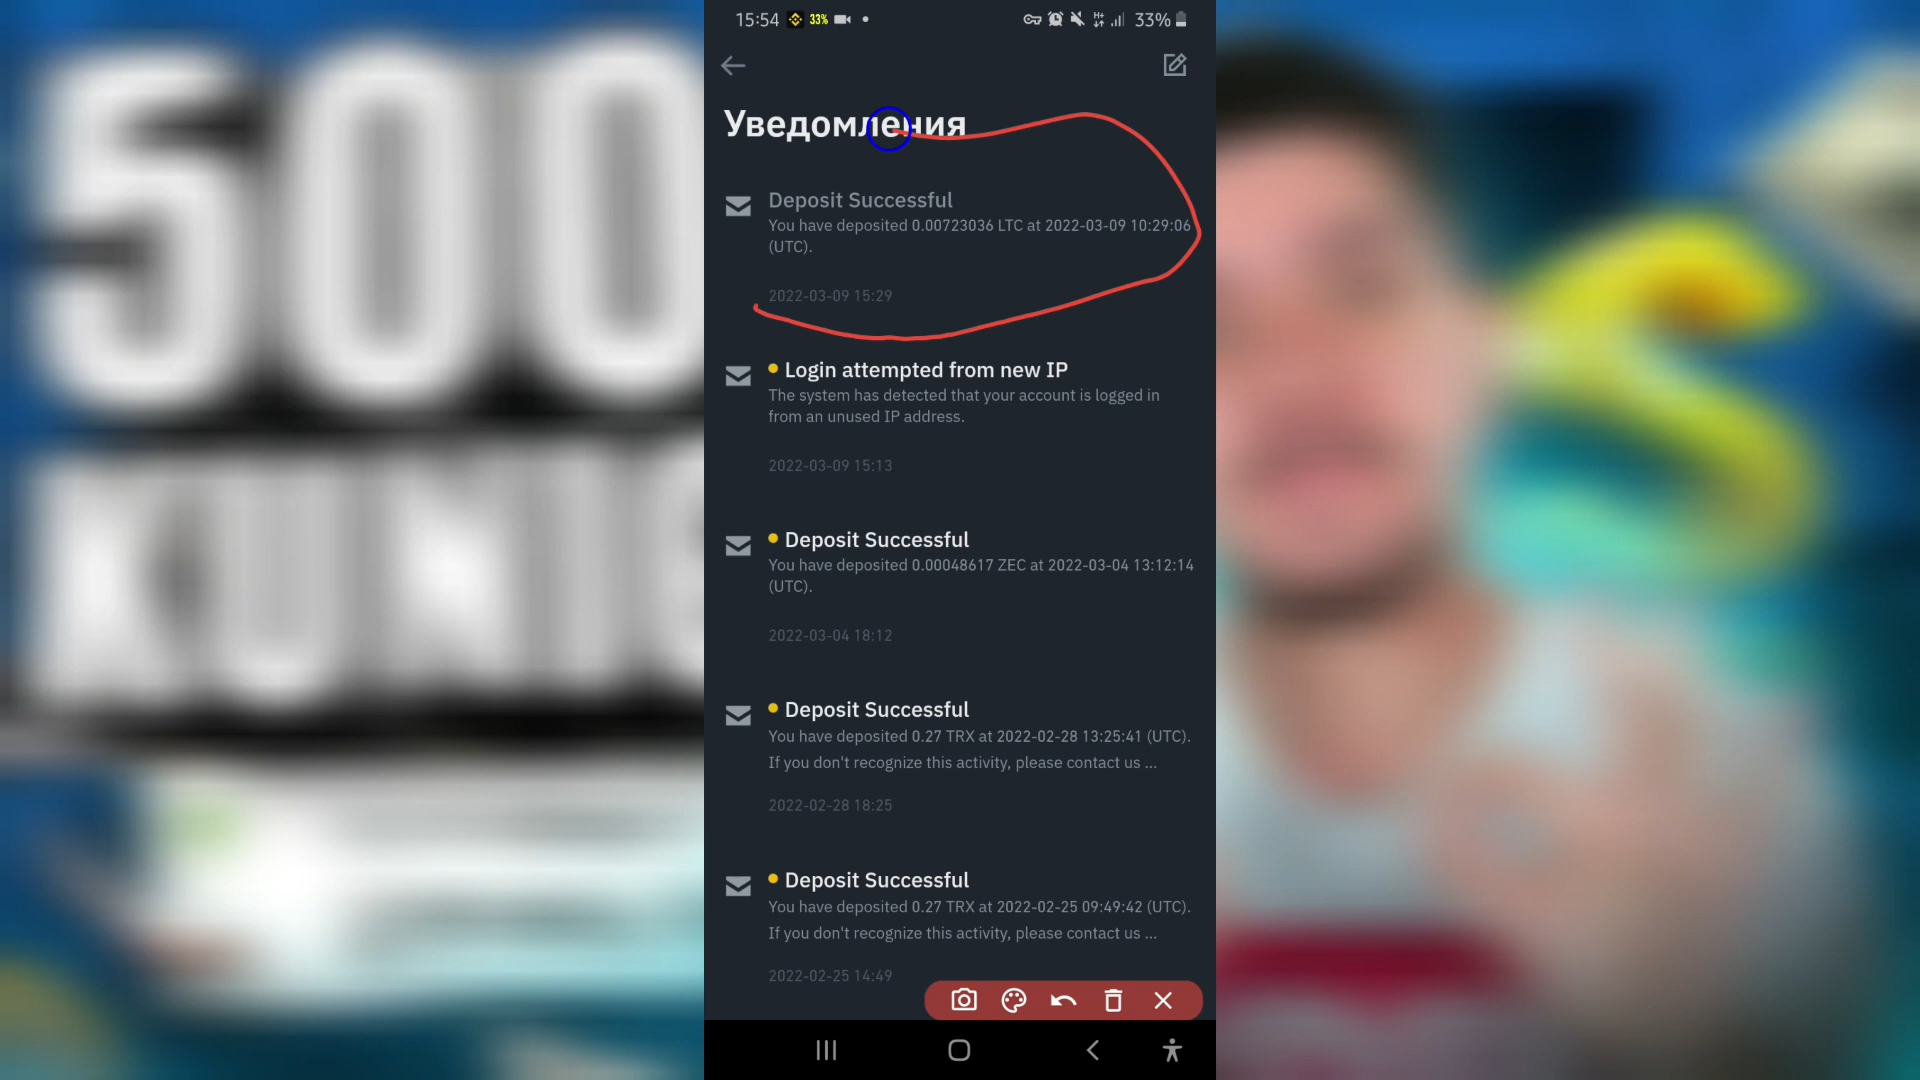 500
15:54 33% 33%
Уведомления
Deposit Successful
You have deposited 0.00723036 LTC at 2022-03-09 10:29:06
(UTC).
2022-03-09 15:29
Login attempted from new IP
The system has detected that your account is logged in
from an unused IP address.
2022-03-09 15:13
Deposit Successful
You have deposited 0.00048617 ZEC at 2022-03-04 13:12:14
(UTC).
2022-03-04 18:12
Deposit Successful
You have deposited 0.27 TRX at 2022-02-28 13:25:41 (UTC).
If you don't recognize this activity, please contact us ...
2022-02-28 18:25
Deposit Successful
You have deposited 0.27 TRX at 2022-02-25 09:49:42 (UTC).
If you don't recognize this activity, please contact us ...
2022-02-25 14:49